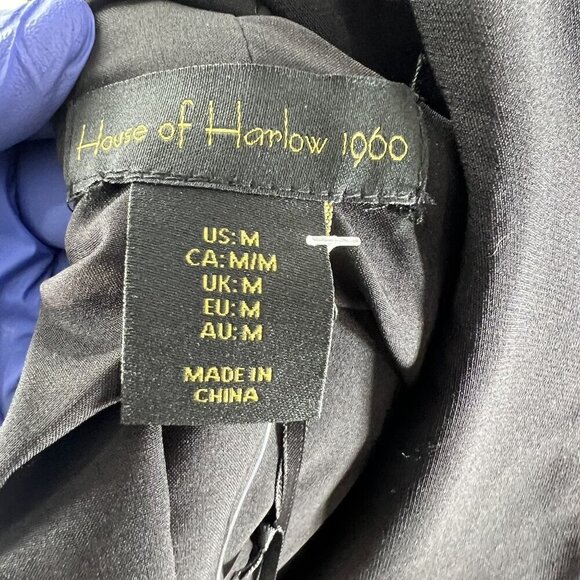 House of Harlow 1960
US: M
CA: M/M
UK: M
EU: M
AU: M
MADE IN
CHINA